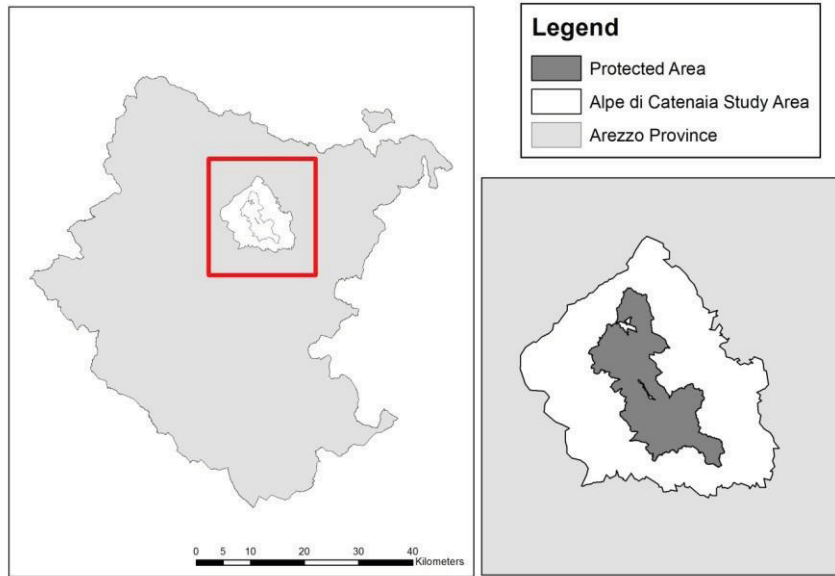 Legend
Protected Area
Alpe di Catenaia Study Area
Arezzo Province
0 5 10 20 30 40
Kilometers